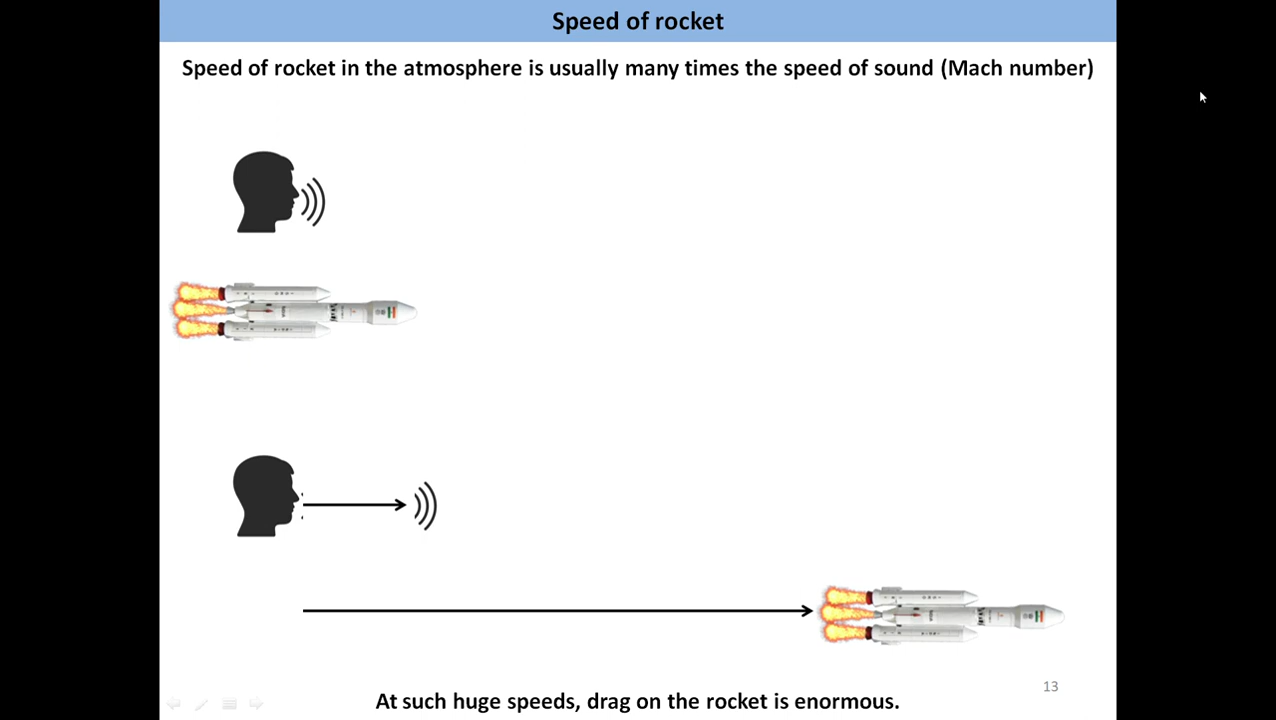 Speed of rocket
Speed of rocket in the atmosphere is usually many times the speed of sound (Mach number)
13
At such huge speeds, drag on the rocket is enormous.